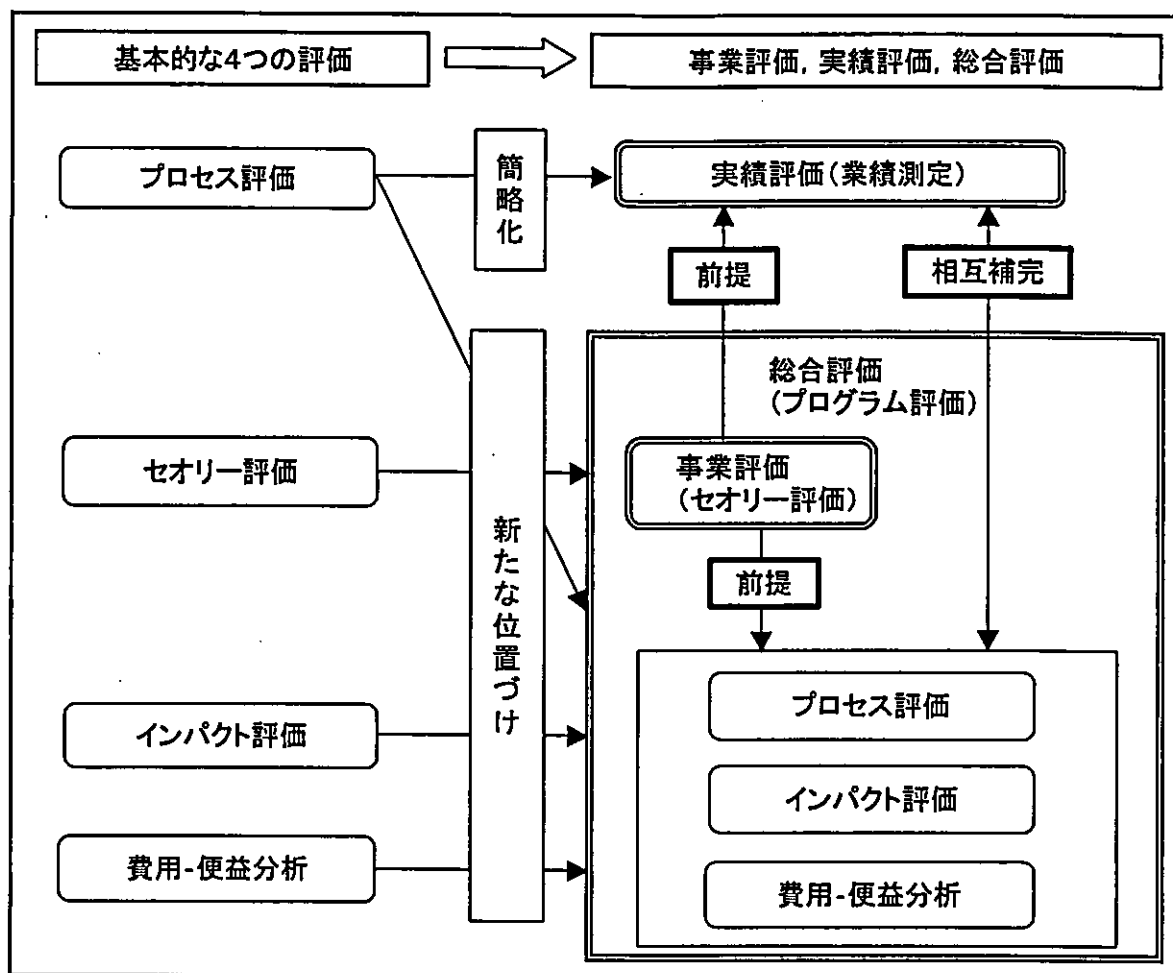 基本的な4つの評価
事業評価, 実績評価, 総合評価
プロセス評価
簡略化
実績評価(業績測定)
前提
相互補完
総合評価
(プログラム評価)
セオリー評価
事業評価
(セオリー評価)
新たな位置づけ
前提
インパクト評価
プロセス評価
インパクト評価
費用-便益分析
費用-便益分析